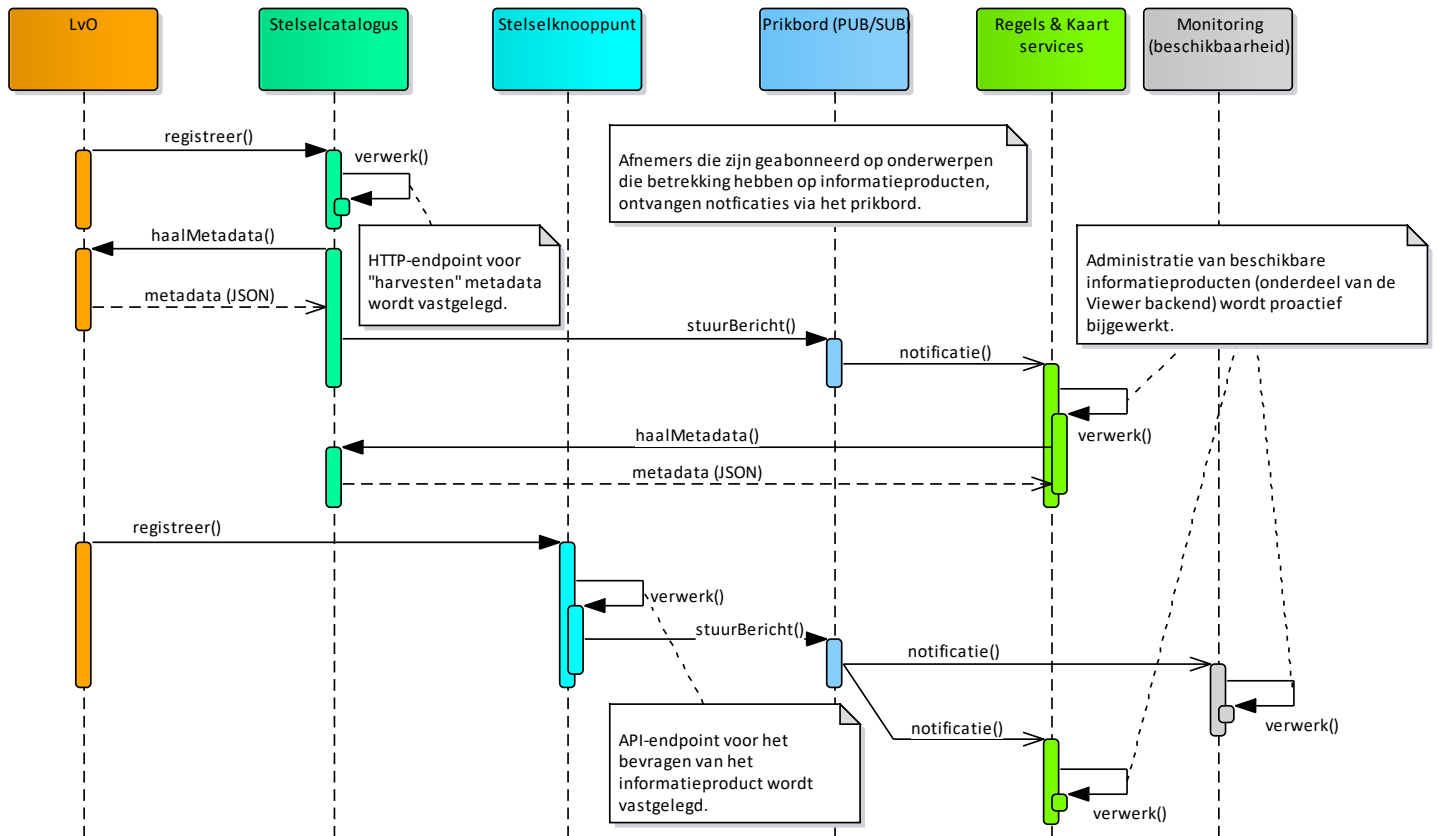 LvO
Stelselcatalogus
Stelselknooppunt
Prikbord (PUB/SUB)
Regels & Kaart
services
Monitoring
(beschikbaarheid)
registreer()
verwerk()
Afnemers die zijn geabonneerd op onderwerpen
die betrekking hebben op informatieproducten,
ontvangen notficaties via het prikbord.
haalMetadata()
HTTP-endpoint voor
"harvesten" metadata
wordt vastgelegd.
Administratie van beschikbare
informatieproducten (onderdeel van de
Viewer backend) wordt proactief
bijgewerkt.
metadata (JSON)
stuurBericht()
notificatie()
verwerk()
haalMetadata()
metadata (JSON)
registreer()
verwerk()
stuurBericht()
notificatie()
verwerk()
notificatie()
API-endpoint voor het
bevragen van het
informatieproduct wordt
vastgelegd.
verwerk()